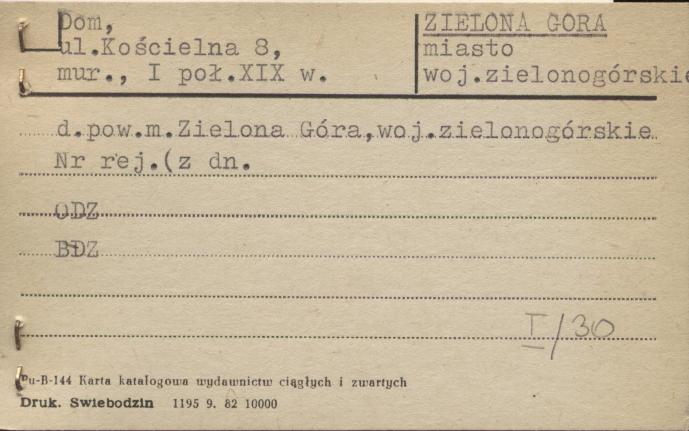 Dom,
ul.Kościelna 8,
mur., I poł.XIX w.
ZIELONA GORA
miasto
woj.zielonogórskie
d.pow.m.Zielona Góra,woj.zielonogórskie
Nr rej.(z dn.
ODZ
BDZ
I/30
Pu-B-144 Karta katalogowa wydawnictw ciągłych i zwartych
Druk. Swiebodzin 1195 9. 82 10000